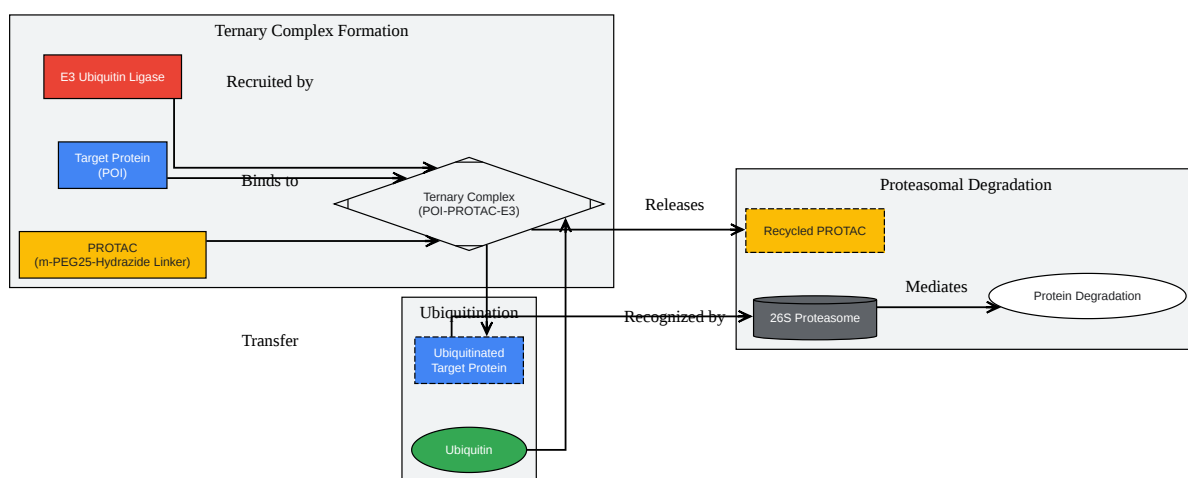 Ternary Complex Formation
E3 Ubiquitin Ligase
Recruited by
Target Protein
(POI)
Binds to
Ternary Complex
(POI-PROTAC-E3)
PROTAC
(m-PEG25-Hydrazide Linker)
Releases
Proteasomal Degradation
Recycled PROTAC
Mediates
Protein Degradation
26S Proteasome
Ubiquitination
Recognized by
Transfer
Ubiquitinated
Target Protein
Ubiquitin